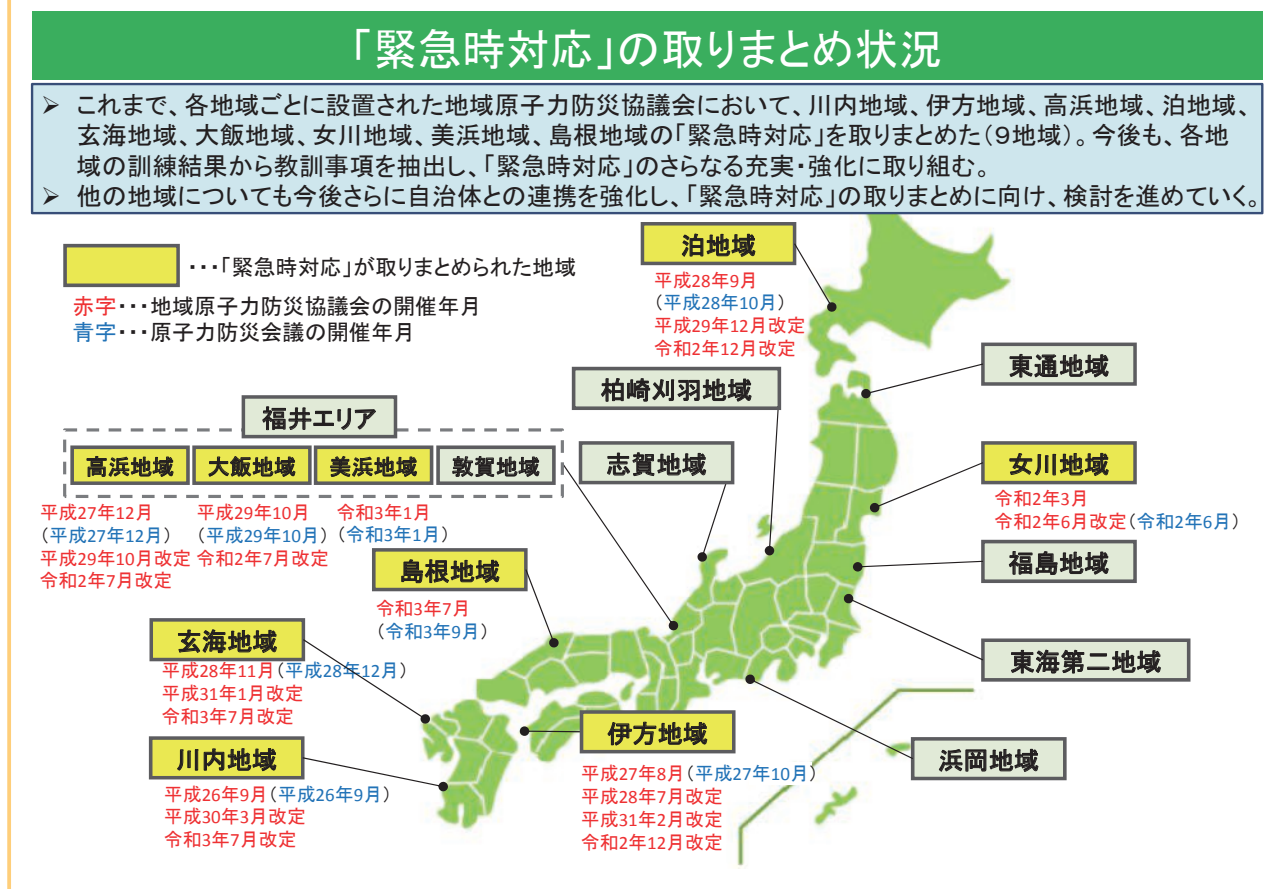 「緊急時対応」の取りまとめ状況
➢ これまで、各地域ごとに設置された地域原子力防災協議会において、川内地域、伊方地域、高浜地域、泊地域、
玄海地域、大飯地域、女川地域、美浜地域、島根地域の「緊急時対応」を取りまとめた(9地域)。今後も、各地
域の訓練結果から教訓事項を抽出し、「緊急時対応」のさらなる充実・強化に取り組む。
➢ 他の地域についても今後さらに自治体との連携を強化し、「緊急時対応」の取りまとめに向け、検討を進めていく。
・・・「緊急時対応」が取りまとめられた地域
赤字・・・地域原子力防災協議会の開催年月
青字・・・原子力防災会議の開催年月
泊地域
平成28年9月
(平成28年10月)
平成29年12月改定
令和2年12月改定
東通地域
柏崎刈羽地域
福井エリア
高浜地域
大飯地域
美浜地域
敦賀地域
志賀地域
女川地域
令和2年3月
令和2年6月改定(令和2年6月)
平成27年12月
(平成27年12月)
平成29年10月改定
令和2年7月改定
平成29年10月
(平成29年10月)
令和2年7月改定
令和3年1月
(令和3年1月)
福島地域
島根地域
令和3年7月
(令和3年9月)
玄海地域
平成28年11月(平成28年12月)
平成31年1月改定
令和3年7月改定
東海第二地域
川内地域
平成26年9月(平成26年9月)
平成30年3月改定
令和3年7月改定
伊方地域
平成27年8月(平成27年10月)
平成28年7月改定
平成31年2月改定
令和2年12月改定
浜岡地域